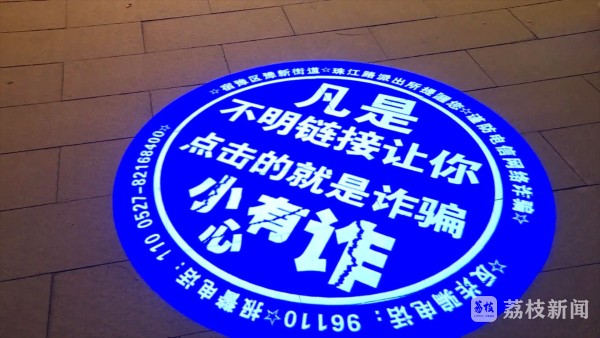 ☆宿豫区豫新街道☆珠江路派出所提醒您☆谨防电信网络诈骗☆
凡是
不明链接让你
点击的就是诈骗
小心有诈
☆反诈骗电话：96110☆报警电话：110 0527-82168400
荔枝
荔枝新闻